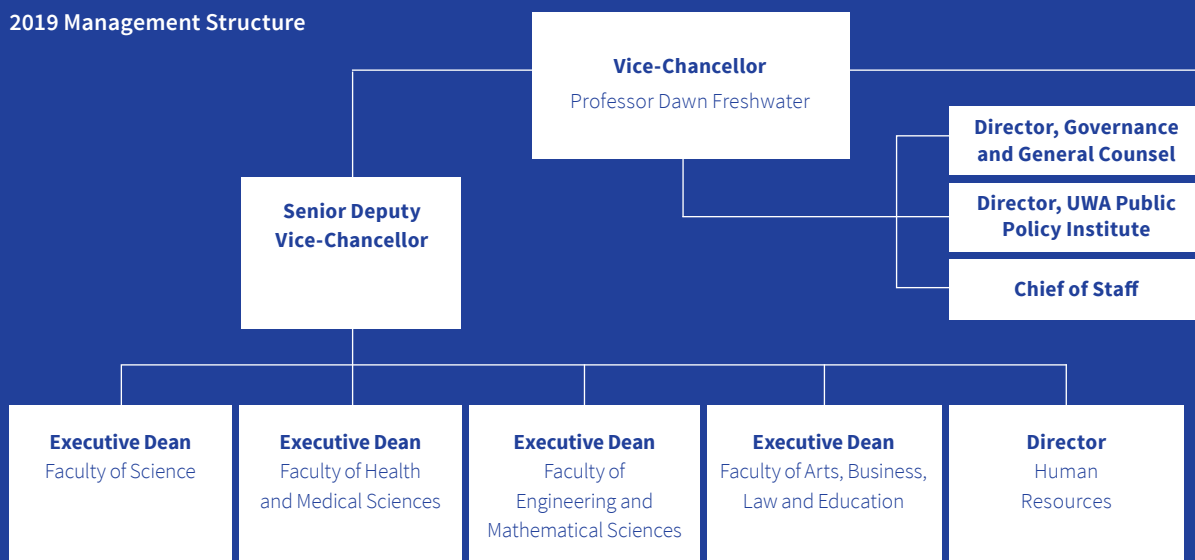 2019 Management Structure
Vice-Chancellor
Professor Dawn Freshwater
Director, Governance
and General Counsel
Director, UWA Public
Policy Institute
Chief of Staff
Senior Deputy
Vice-Chancellor
Executive Dean
Faculty of Science
Executive Dean
Faculty of Health
and Medical Sciences
Executive Dean
Faculty of
Engineering and
Mathematical Sciences
Executive Dean
Faculty of Arts, Business,
Law and Education
Director
Human
Resources